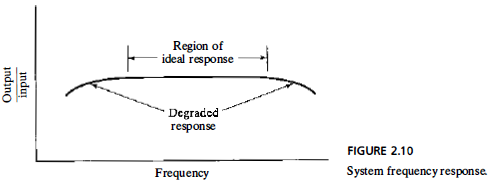 Region of
ideal response
Output
input
Degraded
response
Frequency
FIGURE 2.10
System frequency response.